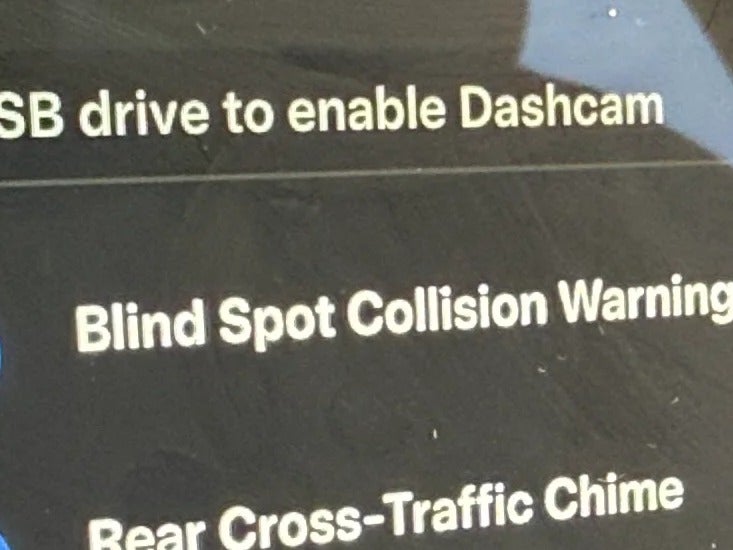 SB drive to enable Dashcam
Blind Spot Collision Warning
Rear Cross-Traffic Chime